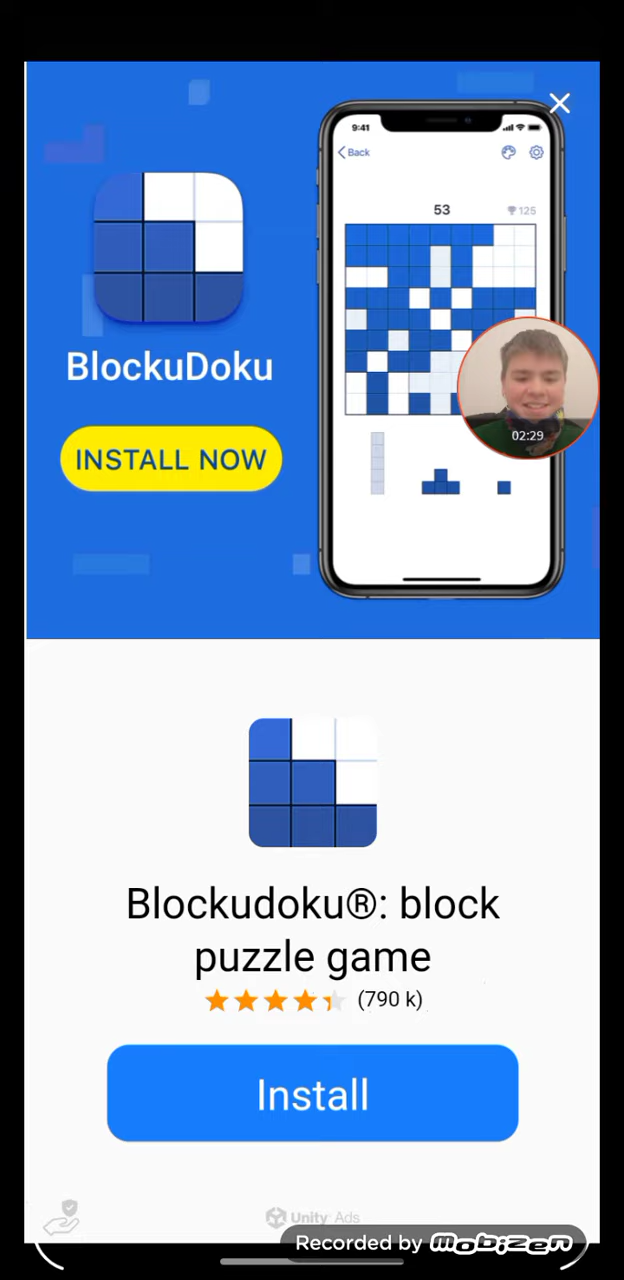 9:41
Back
53
125
BlockuDoku
INSTALL NOW
02:29
Blockudoku®: block
puzzle game
(790 k)
Install
Unity Ads
Recorded by mobizen